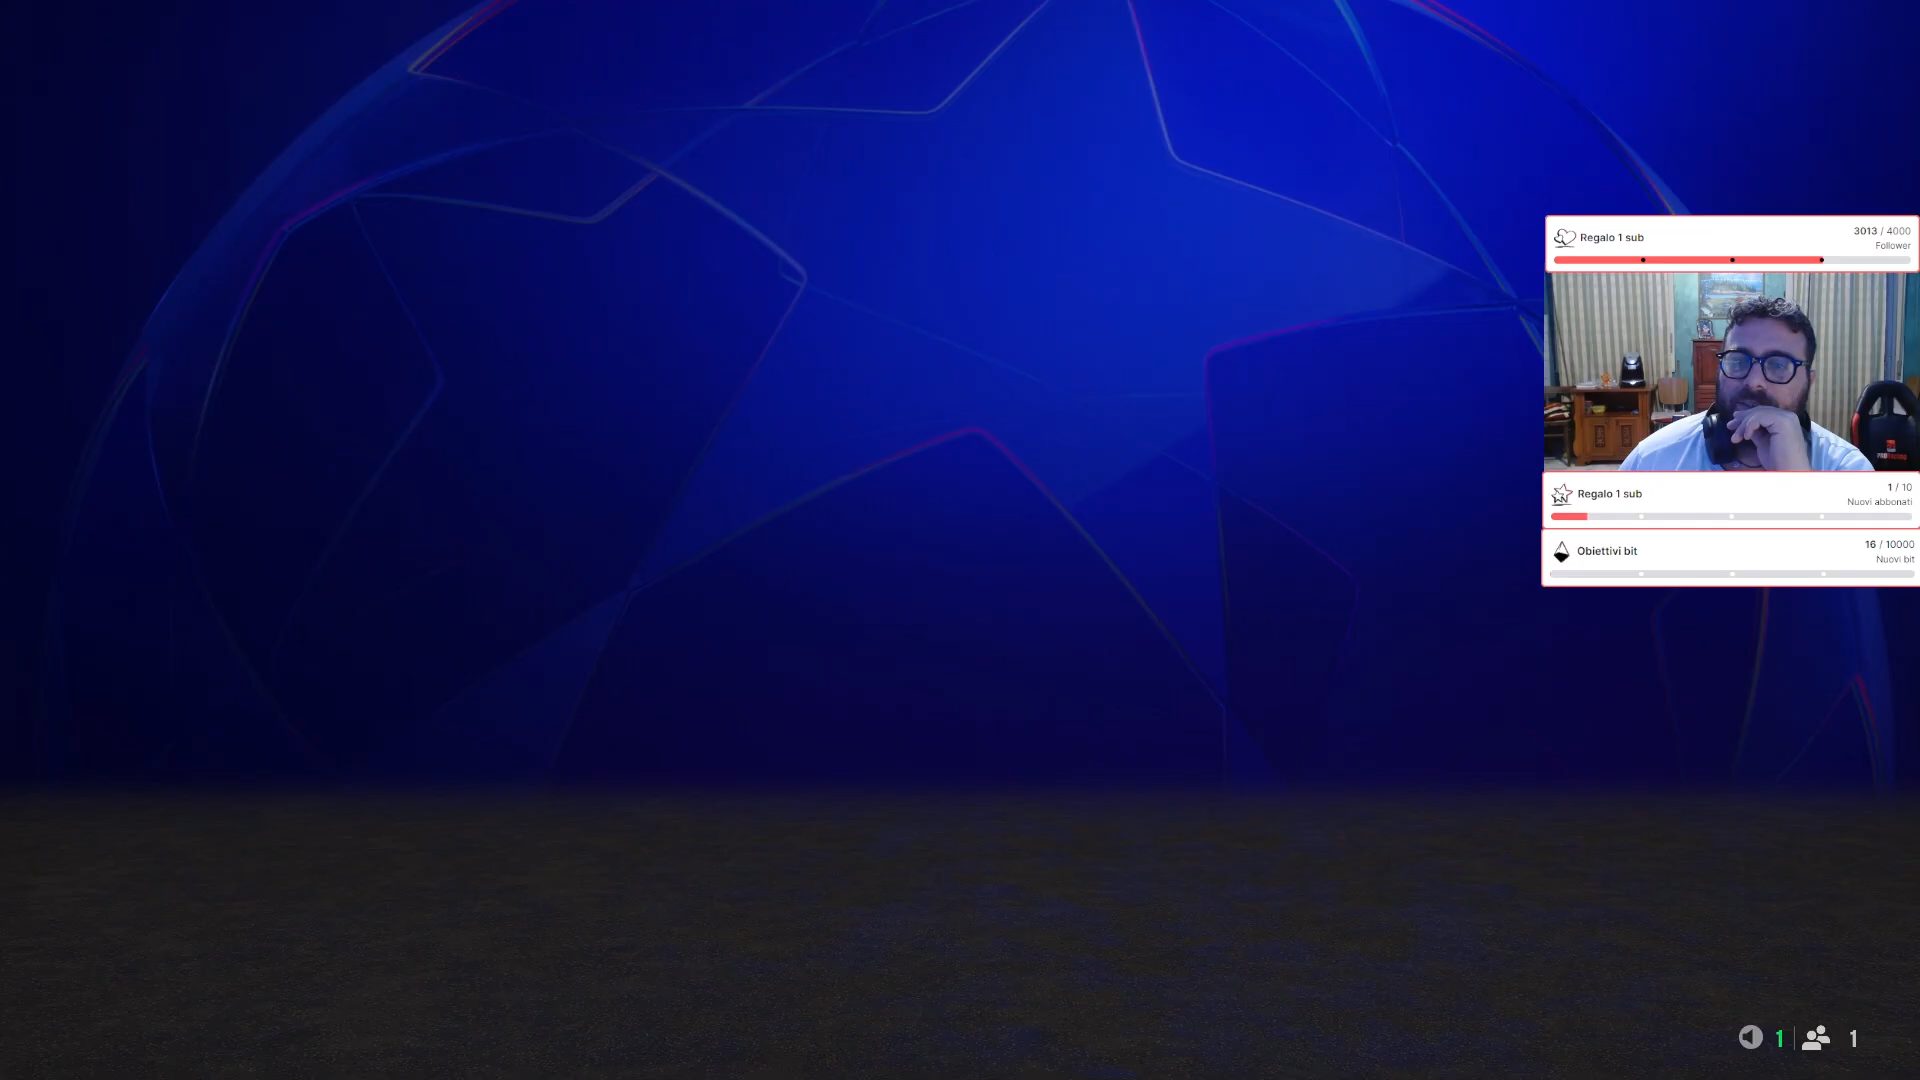 Regalo 1 sub
3013 / 4000
Follower
Regalo 1 sub
1 / 10
Nuovi abbonati
Obiettivi bit
16 / 10000
Nuovi bit
1
1